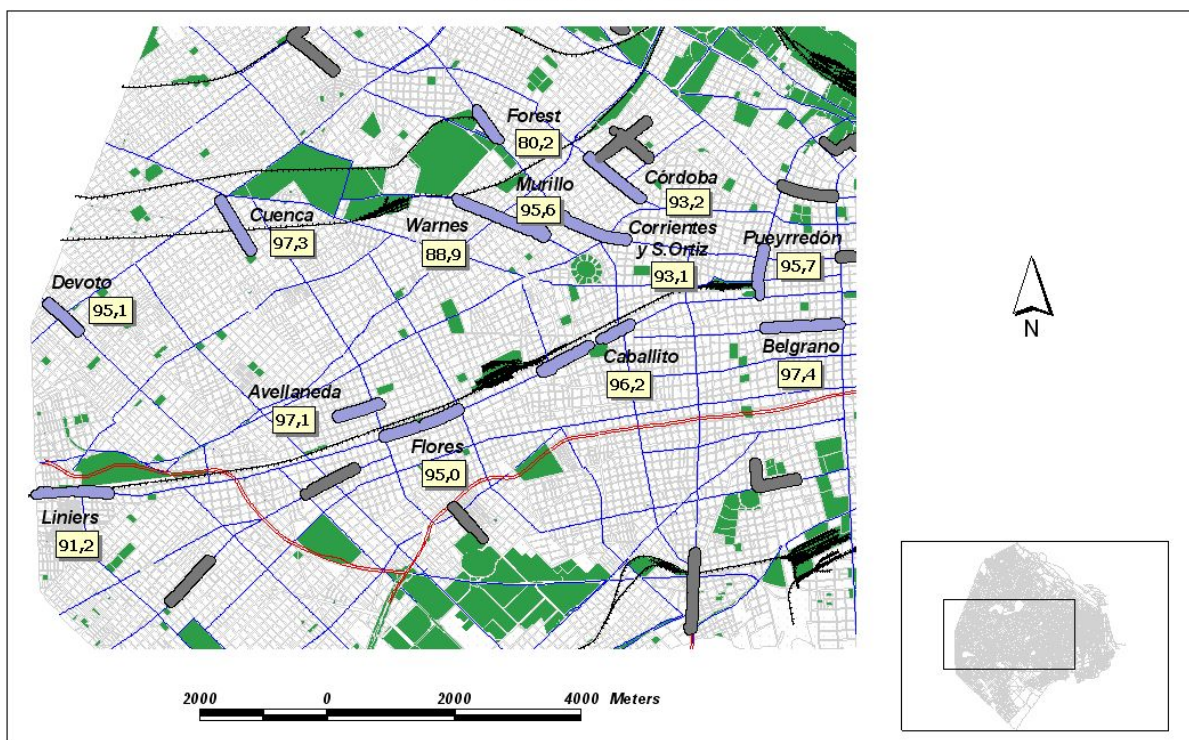 Forest
80,2
Murillo
95,6
Córdoba
93,2
Cuenca
97,3
Warnes
88,9
Corrientes
y S.Ortiz
93,1
Pueyrredón
95,7
Devoto
95,1
Caballito
96,2
Belgrano
97,4
Avellaneda
97,1
Flores
95,0
Liniers
91,2
N
2000 0 2000 4000 Meters